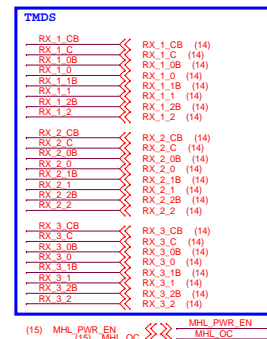 TMDS
RX_1_CB RX_1_CB (14)
RX_1_C RX_1_C (14)
RX_1_0B RX_1_0B (14)
RX_1_0 RX_1_0 (14)
RX_1_1B RX_1_1B (14)
RX_1_1 RX_1_1 (14)
RX_1_2B RX_1_2B (14)
RX_1_2 RX_1_2 (14)
RX_2_CB RX_2_CB (14)
RX_2_C RX_2_C (14)
RX_2_0B RX_2_0B (14)
RX_2_0 RX_2_0 (14)
RX_2_1B RX_2_1B (14)
RX_2_1 RX_2_1 (14)
RX_2_2B RX_2_2B (14)
RX_2_2 RX_2_2 (14)
RX_3_CB RX_3_CB (14)
RX_3_C RX_3_C (14)
RX_3_0B RX_3_0B (14)
RX_3_0 RX_3_0 (14)
RX_3_1B RX_3_1B (14)
RX_3_1 RX_3_1 (14)
RX_3_2B RX_3_2B (14)
RX_3_2 RX_3_2 (14)
(15) MHL_PWR_EN MHL_PWR_EN
(15) MHL_OC MHL_OC